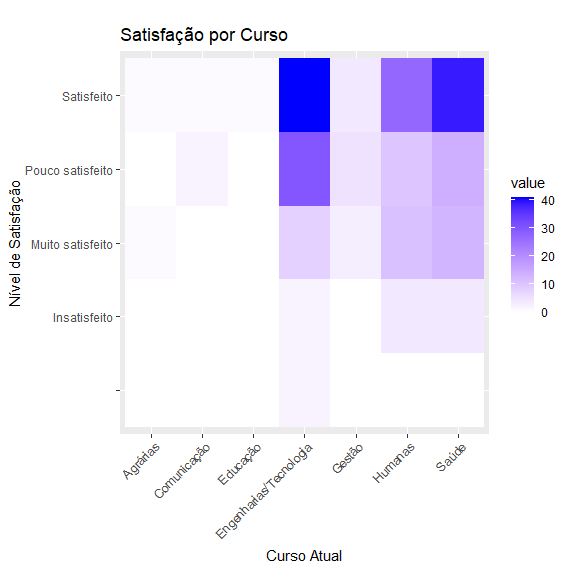 Satisfação por Curso
Nível de Satisfação
Satisfeito
Pouco satisfeito
Muito satisfeito
Insatisfeito
Agrárias
Comunicação
Educação
Engenharias/Tecnologia
Gestão
Humanas
Saúde
Curso Atual
value
40
30
20
10
0